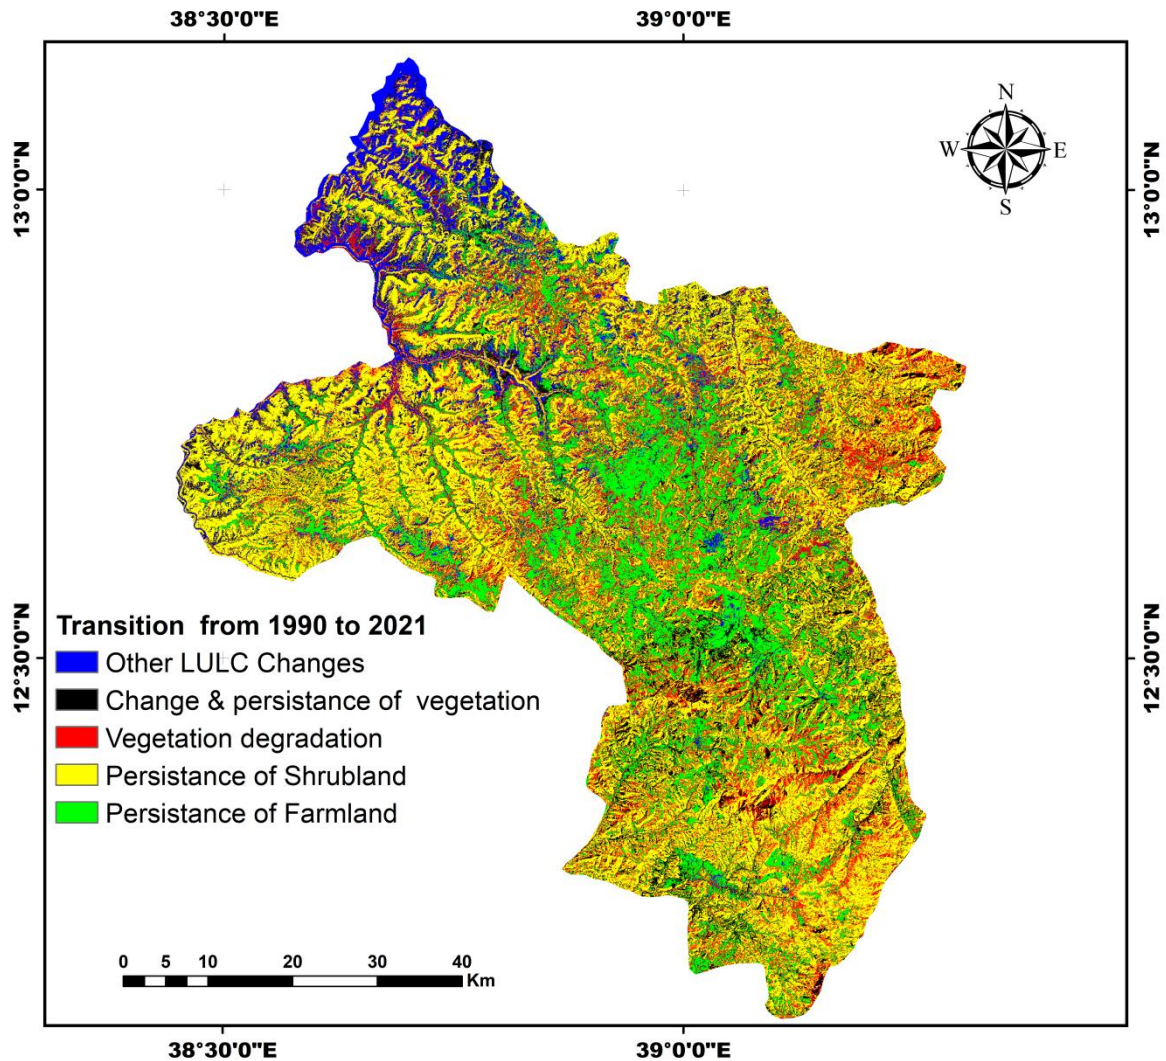 38°30'0"E 39°0'0"E
N
W E
S
13°0'0"N 13°0'0"N
Transition from 1990 to 2021
Other LULC Changes
Change & persistance of vegetation
Vegetation degradation
Persistance of Shrubland
Persistance of Farmland
12°30'0"N 12°30'0"N
0 5 10 20 30 40
Km
38°30'0"E 39°0'0"E